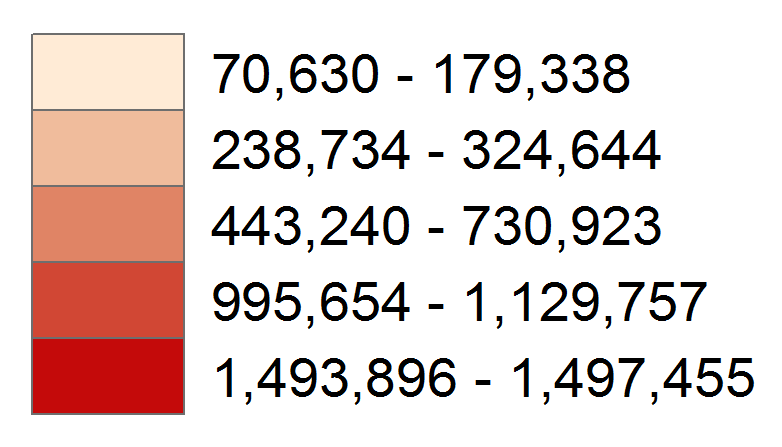 70,630 - 179,338
238,734 - 324,644
443,240 - 730,923
995,654 - 1,129,757
1,493,896 - 1,497,455